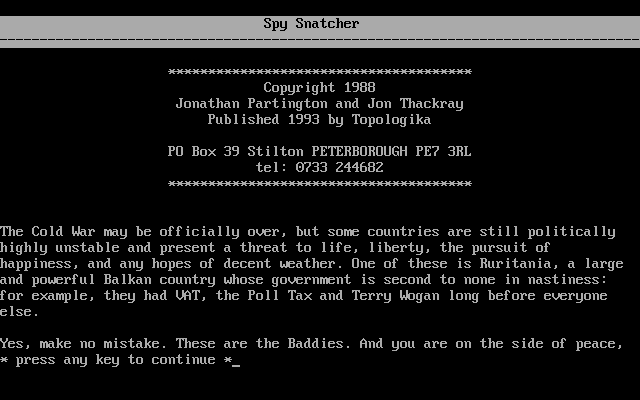 Spy Snatcher
***************************************
Copyright 1988
Jonathan Partington and Jon Thackray
Published 1993 by Topologika
PO Box 39 Stilton PETERBOROUGH PE7 3RL
tel: 0733 244682
***************************************
The Cold War may be officially over, but some countries are still politically
highly unstable and present a threat to life, liberty, the pursuit of
happiness, and any hopes of decent weather. One of these is Ruritania, a large
and powerful Balkan country whose government is second to none in nastiness:
for example, they had VAT, the Poll Tax and Terry Wogan long before everyone
else.
Yes, make no mistake. These are the Baddies. And you are on the side of peace,
* press any key to continue *_